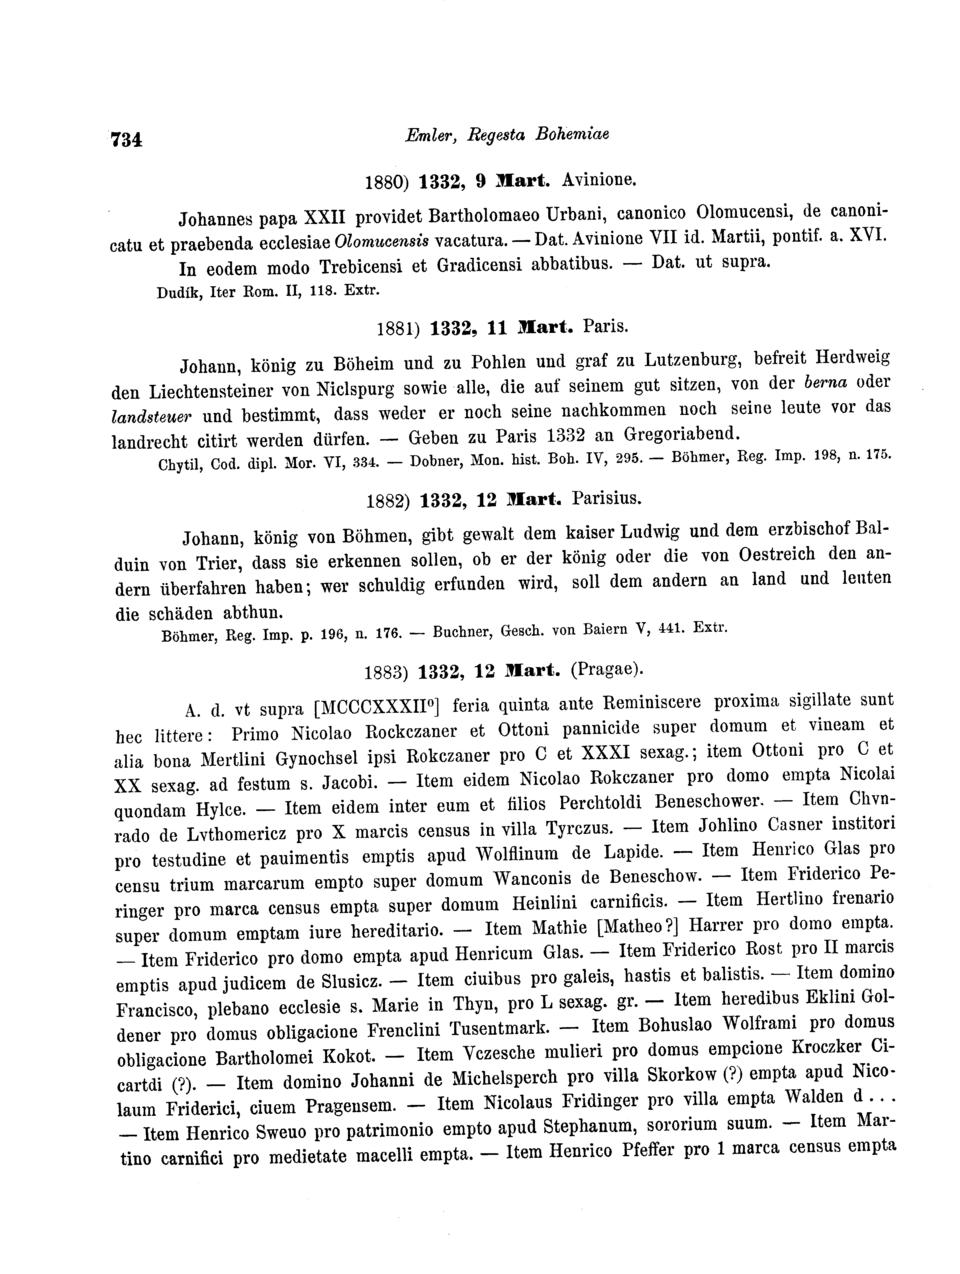 734
Emler, Regesta Bohemiae
1880) 1332, 9 Mart. Avinione.
Johannes papa XXII providet Bartholomaeo Urbani, canonico Olomucensi, de canoni-
catu et praebenda ecclesiae Olomucensis vacatura. — Dat. Avinione VII id. Martii, pontif. a. XVI.
In eodem modo Trebicensi et Gradicensi abbatibus. — Dat. ut supra.
Dudík, Iter Rom. II, 118. Extr.
1881) 1332, 11 Mart. Paris.
Johann, könig zu Böheim und zu Pohlen und graf zu Lutzenburg, befreit Herdweig
den Liechtensteiner von Niclspurg sowie alle, die auf seinem gut sitzen, von der berna oder
landsteuer und bestimmt, dass weder er noch seine nachkommen noch seine leute vor das
landrecht citirt werden dürfen. — Geben zu Paris 1332 an Gregoriabend.
Chytil, Cod. dipl. Mor. VI, 334. — Dobner, Mon. hist. Boh. IV, 295. — Böhmer, Reg. Imp. 198, n. 175.
1882) 1332, 12 Mart. Parisius.
Johann, könig von Böhmen, gibt gewalt dem kaiser Ludwig und dem erzbischof Bal-
duin von Trier, dass sie erkennen sollen, ob er der könig oder die von Oestreich den an-
dern überfahren haben; wer schuldig erfunden wird, soll dem andern an land und leuten
die schäden abthun.
Böhmer, Reg. Imp. p. 196, n. 176. — Buchner, Gesch. von Baiern V, 441. Extr.
1883) 1332, 12 Mart. (Pragae).
A. d. vt supra [MCCCXXXIIº] feria quinta ante Reminiscere proxima sigillate sunt
hec littere: Primo Nicolao Rockczaner et Ottoni pannicide super domum et vineam et
alia bona Mertlini Gynochsel ipsi Rokczaner pro C et XXXI sexag.; item Ottoni pro C et
XX sexag. ad festum s. Jacobi. — Item eidem Nicolao Rokczaner pro domo empta Nicolai
quondam Hylce. — Item eidem inter eum et filios Perchtoldi Beneschower. — Item Chvn-
rado de Lvthomericz pro X marcis census in villa Tyrczus. — Item Johlino Casner institori
pro testudine et pauimentis emptis apud Wolflinum de Lapide. — Item Henrico Glas pro
censu trium marcarum empto super domum Wanconis de Beneschow. — Item Friderico Pe-
ringer pro marca census empta super domum Heinlini carnificis. — Item Hertlino frenario
super domum emptam iure hereditario. — Item Mathie [Matheo?] Harrer pro domo empta.
— Item Friderico pro domo empta apud Henricum Glas. — Item Friderico Rost pro II marcis
emptis apud judicem de Slusicz. — Item ciuibus pro galeis, hastis et balistis. — Item domino
Francisco, plebano ecclesie s. Marie in Thyn, pro L sexag. gr. — Item heredibus Eklini Gol-
dener pro domus obligacione Frenclini Tusentmark. — Item Bohuslao Wolframi pro domus
obligacione Bartholomei Kokot. — Item Vczesche mulieri pro domus empcione Kroczker Ci-
cartdi (?). — Item domino Johanni de Michelsperch pro villa Skorkow (?) empta apud Nico-
laum Friderici, ciuem Pragensem. — Item Nicolaus Fridinger pro villa empta Walden d . . .
— Item Henrico Sweuo pro patrimonio empto apud Stephanum, sororium suum. — Item Mar-
tino carnifici pro medietate macelli empta. — Item Henrico Pfeffer pro 1 marca census empta